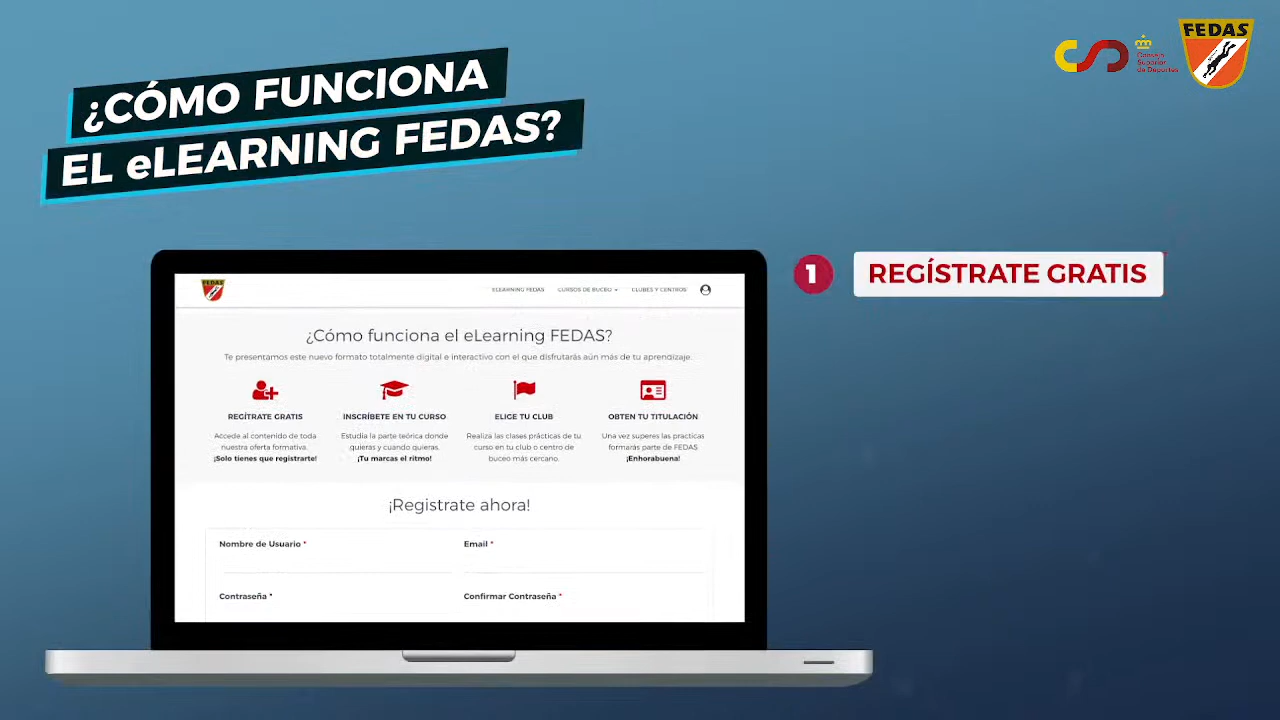 ¿CÓMO FUNCIONA
EL eLEARNING FEDAS?
Consejo
Superior
de Deportes
FEDAS
1
REGÍSTRATE GRATIS
FEDAS
ELEARNING FEDAS
CURSOS DE BUCEO
CLUBES Y CENTROS
¿Cómo funciona el eLearning FEDAS?
Te presentamos este nuevo formato totalmente digital e interactivo con el que disfrutarás aún más de tu aprendizaje.
REGÍTRATE GRATIS
Accede al contenido de toda
nuestra oferta formativa.
¡Solo tienes que registrarte!
INSCRÍBETE EN TU CURSO
Estudia la parte teórica donde
quieras y cuando quieras.
¡Tu marcas el ritmo!
ELIGE TU CLUB
Realiza las clases prácticas de tu
curso en tu club o centro de
buceo más cercano.
OBTEN TU TITULACIÓN
Una vez superes las practicas
formarás parte de FEDAS
¡Enhorabuena!
¡Registrate ahora!
Nombre de Usuario *
Email *
Contraseña *
Confirmar Contraseña *